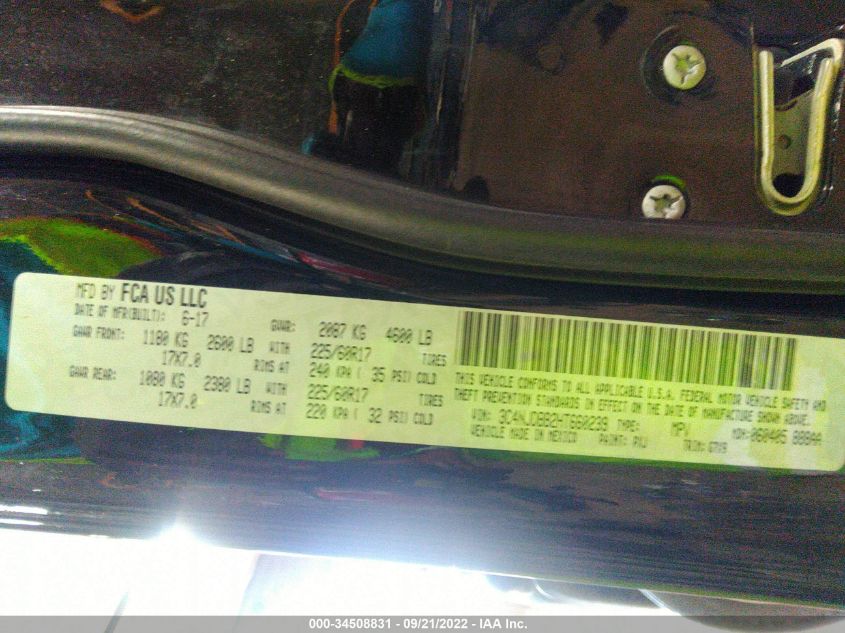 MFD BY FCA US LLC
DATE OF MFR(BUILT): 6-17 GVWR: 2087 KG 4600 LB
GAWR FRONT: 1180 KG 2600 LB WITH 225/60R17 TIRES
17X7.0 RIMS AT 240 KPA ( 35 PSI) COLD
GAWR REAR: 1080 KG 2380 LB WITH 225/60R17 TIRES
17X7.0 RIMS AT 220 KPA ( 32 PSI) COLD
THIS VEHICLE CONFORMS TO ALL APPLICABLE U.S.A. FEDERAL MOTOR VEHICLE SAFETY AND
THEFT PREVENTION STANDARDS IN EFFECT ON THE DATE OF MANUFACTURE SHOWN ABOVE.
VIN: TYPE: MPV MDH: 060405
VEHICLE MADE IN MEXICO PAINT: TRIM:
000-34508831 - 09/21/2022 - IAA Inc.